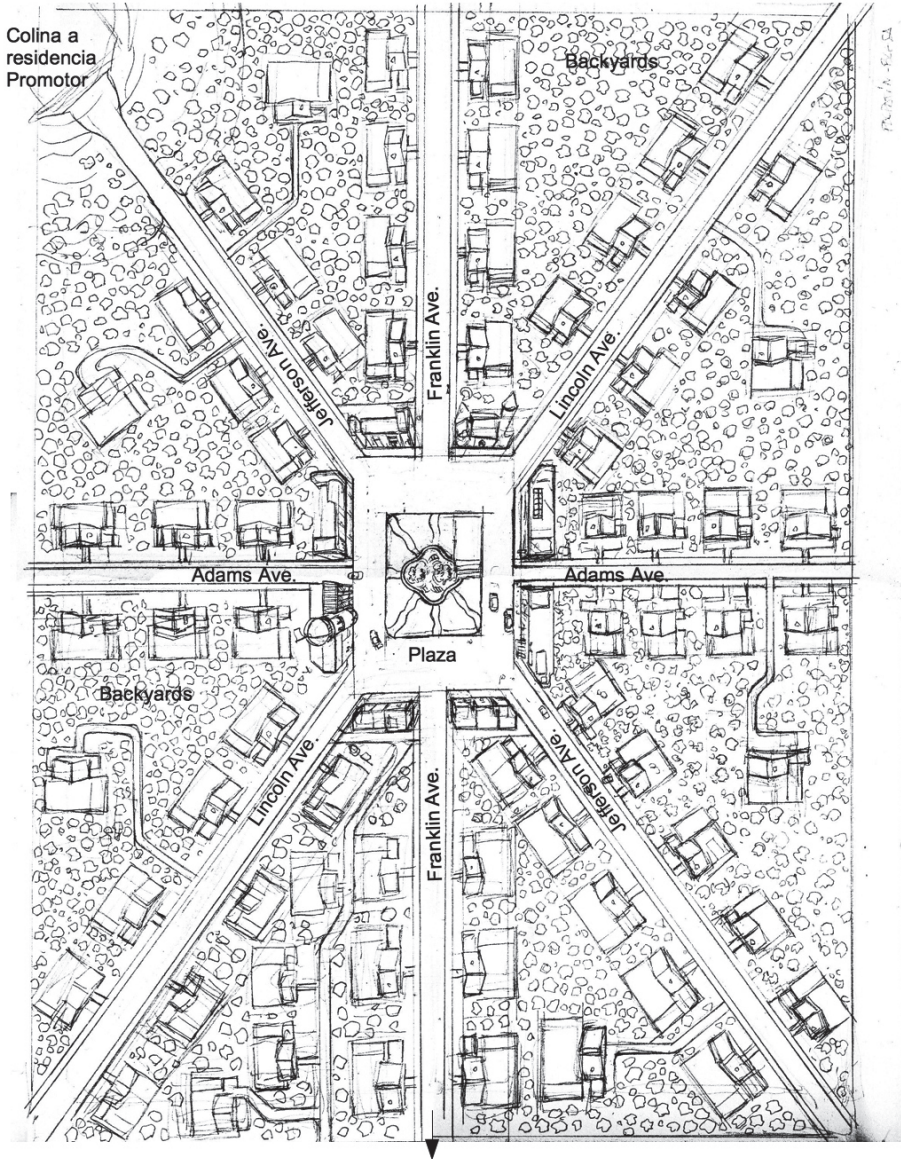 Colina a
residencia
Promotor
Backyards
Jefferson Ave.
Franklin Ave.
Lincoln Ave.
Adams Ave.
Adams Ave.
Plaza
Backyards
Lincoln Ave.
Franklin Ave.
Jefferson Ave.